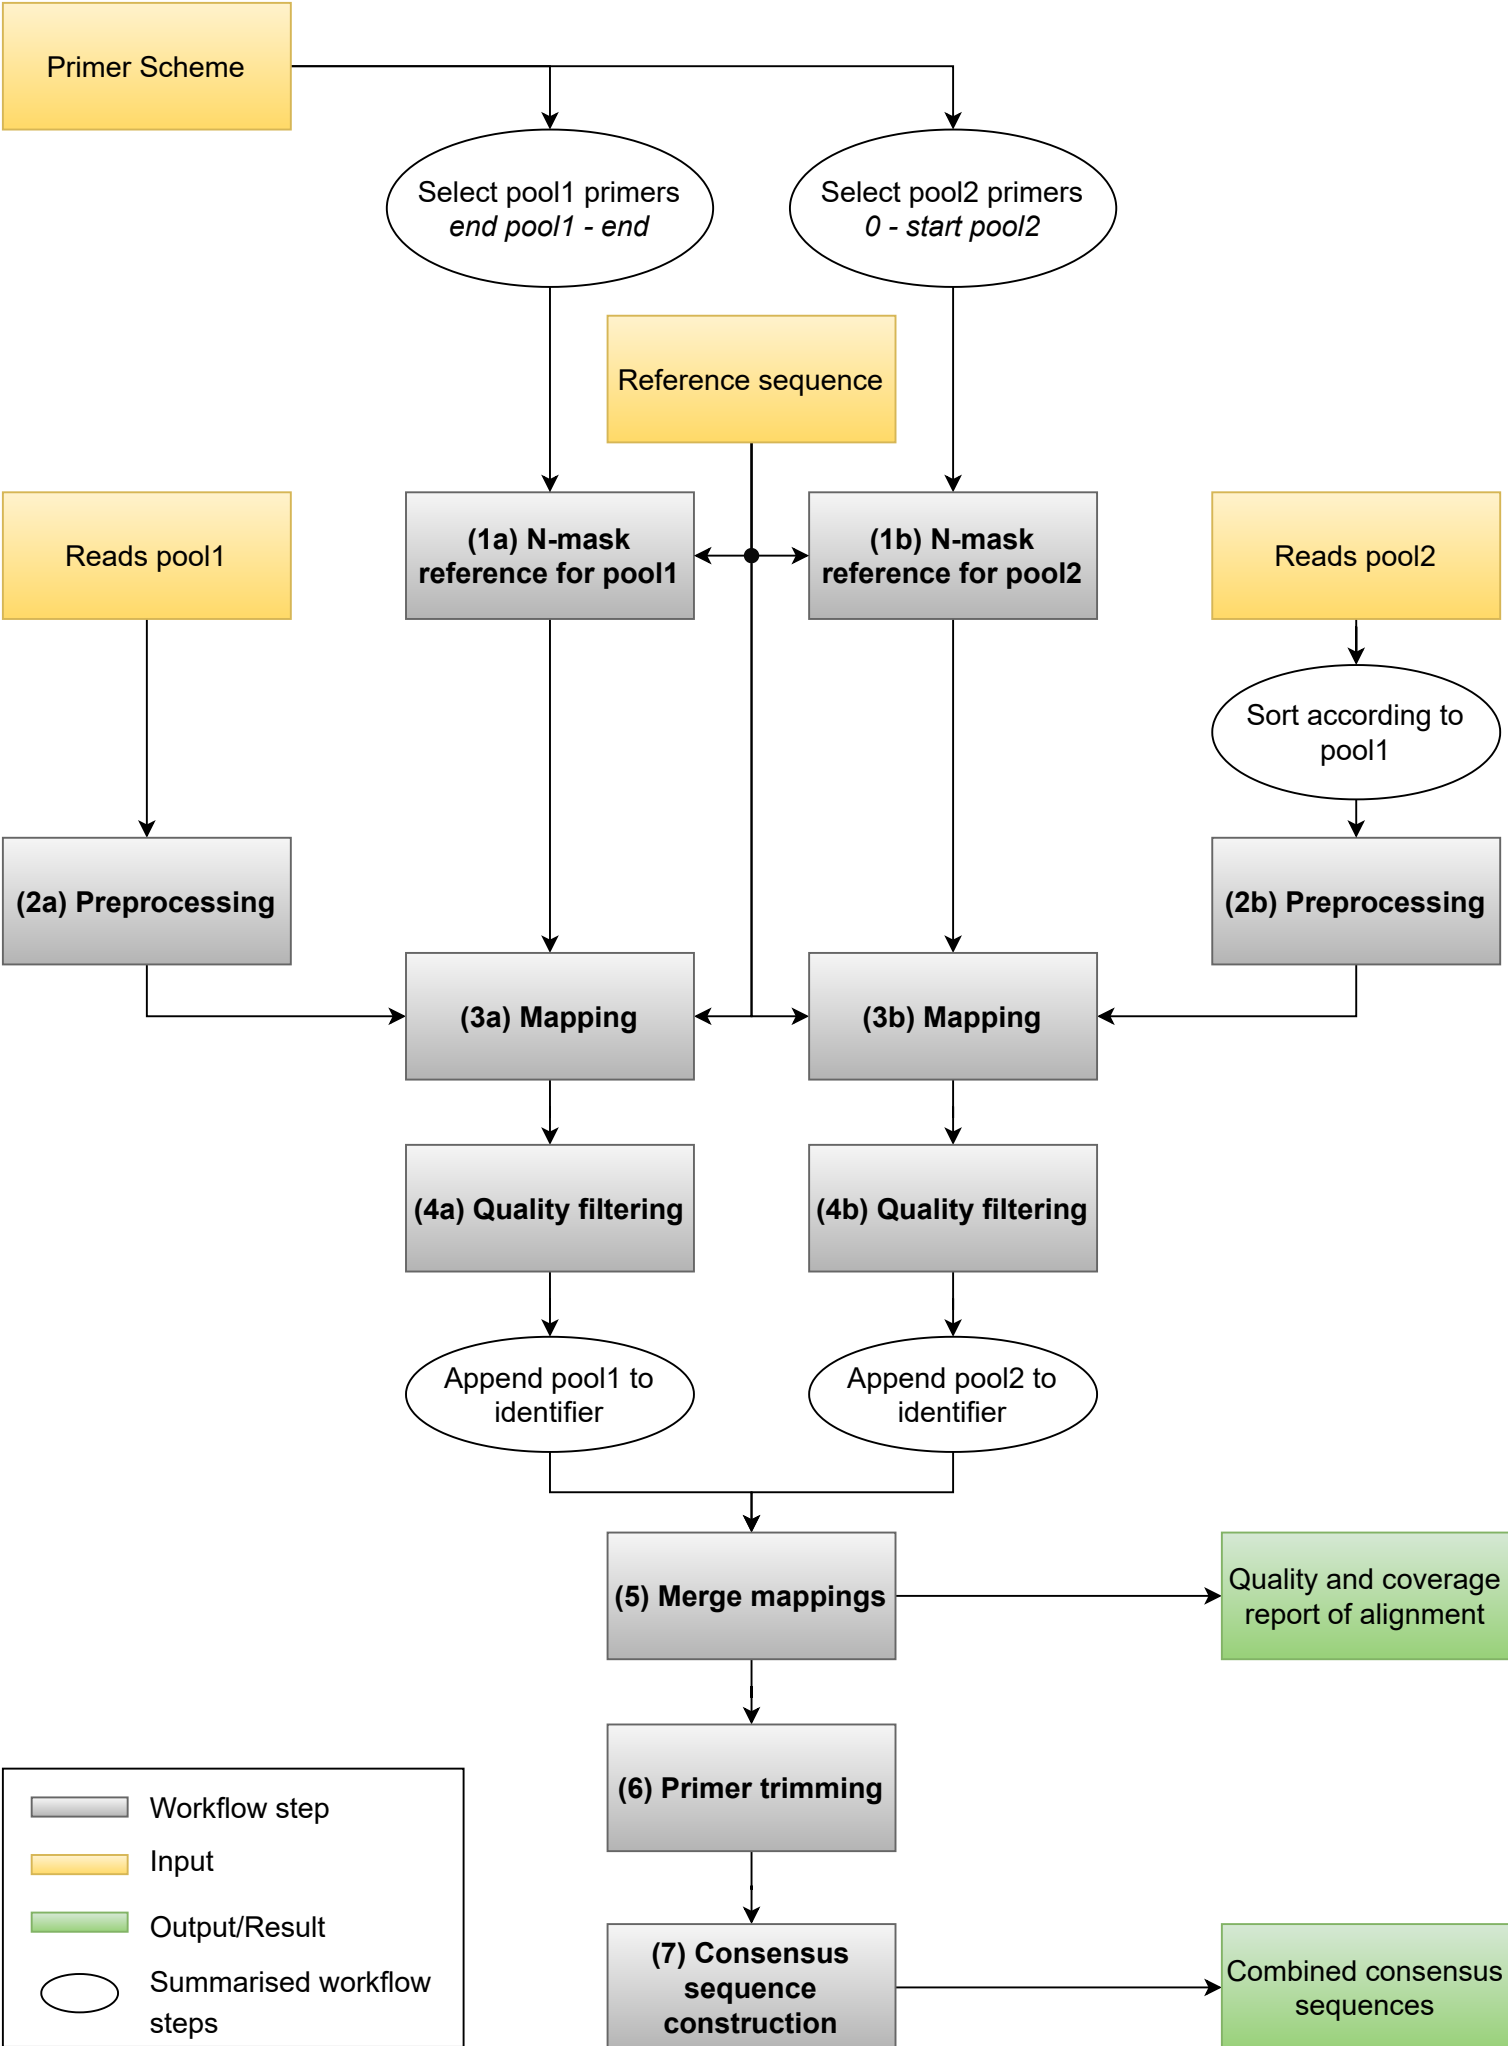 Primer Scheme
Select pool1 primers
end pool1 - end
Select pool2 primers
0 - start pool2
Reference sequence
Reads pool1
(1a) N-mask
reference for pool1
(1b) N-mask
reference for pool2
Reads pool2
Sort according to
pool1
(2a) Preprocessing
(2b) Preprocessing
(3a) Mapping
(3b) Mapping
(4a) Quality filtering
(4b) Quality filtering
Append pool1 to
identifier
Append pool2 to
identifier
(5) Merge mappings
Quality and coverage
report of alignment
(6) Primer trimming
Workflow step
Input
Output/Result
Summarised workflow
steps
(7) Consensus
sequence
construction
Combined consensus
sequences